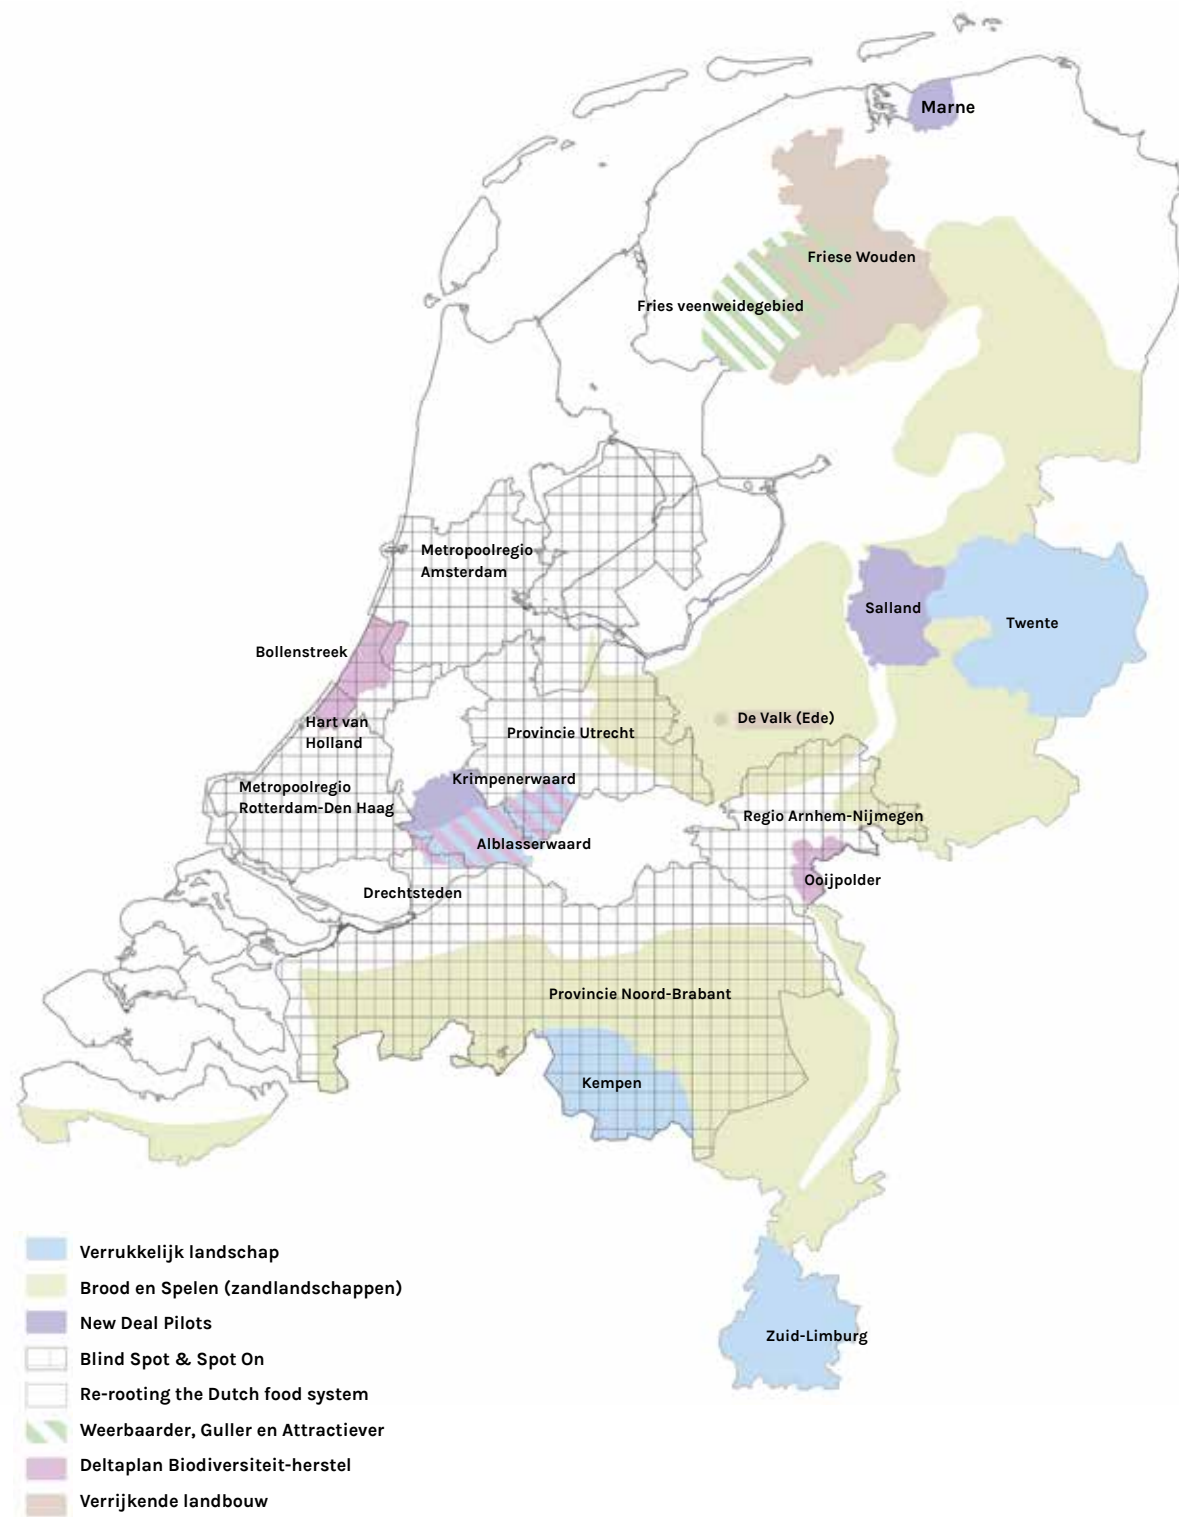 Marne
Friese Wouden
Fries veenweidegebied
Metropoolregio
Amsterdam
Salland
Twente
Bollenstreek
Hart van
Holland
De Valk (Ede)
Provincie Utrecht
Krimpenerwaard
Metropoolregio
Rotterdam-Den Haag
Regio Arnhem-Nijmegen
Alblasserwaard
Ooijpolder
Drechtsteden
Provincie Noord-Brabant
Kempen
Zuid-Limburg
Verrukkelijk landschap
Brood en Spelen (zandlandschappen)
New Deal Pilots
Blind Spot & Spot On
Re-rooting the Dutch food system
Weerbaarder, Guller en Attractiever
Deltaplan Biodiversiteit-herstel
Verrijkende landbouw